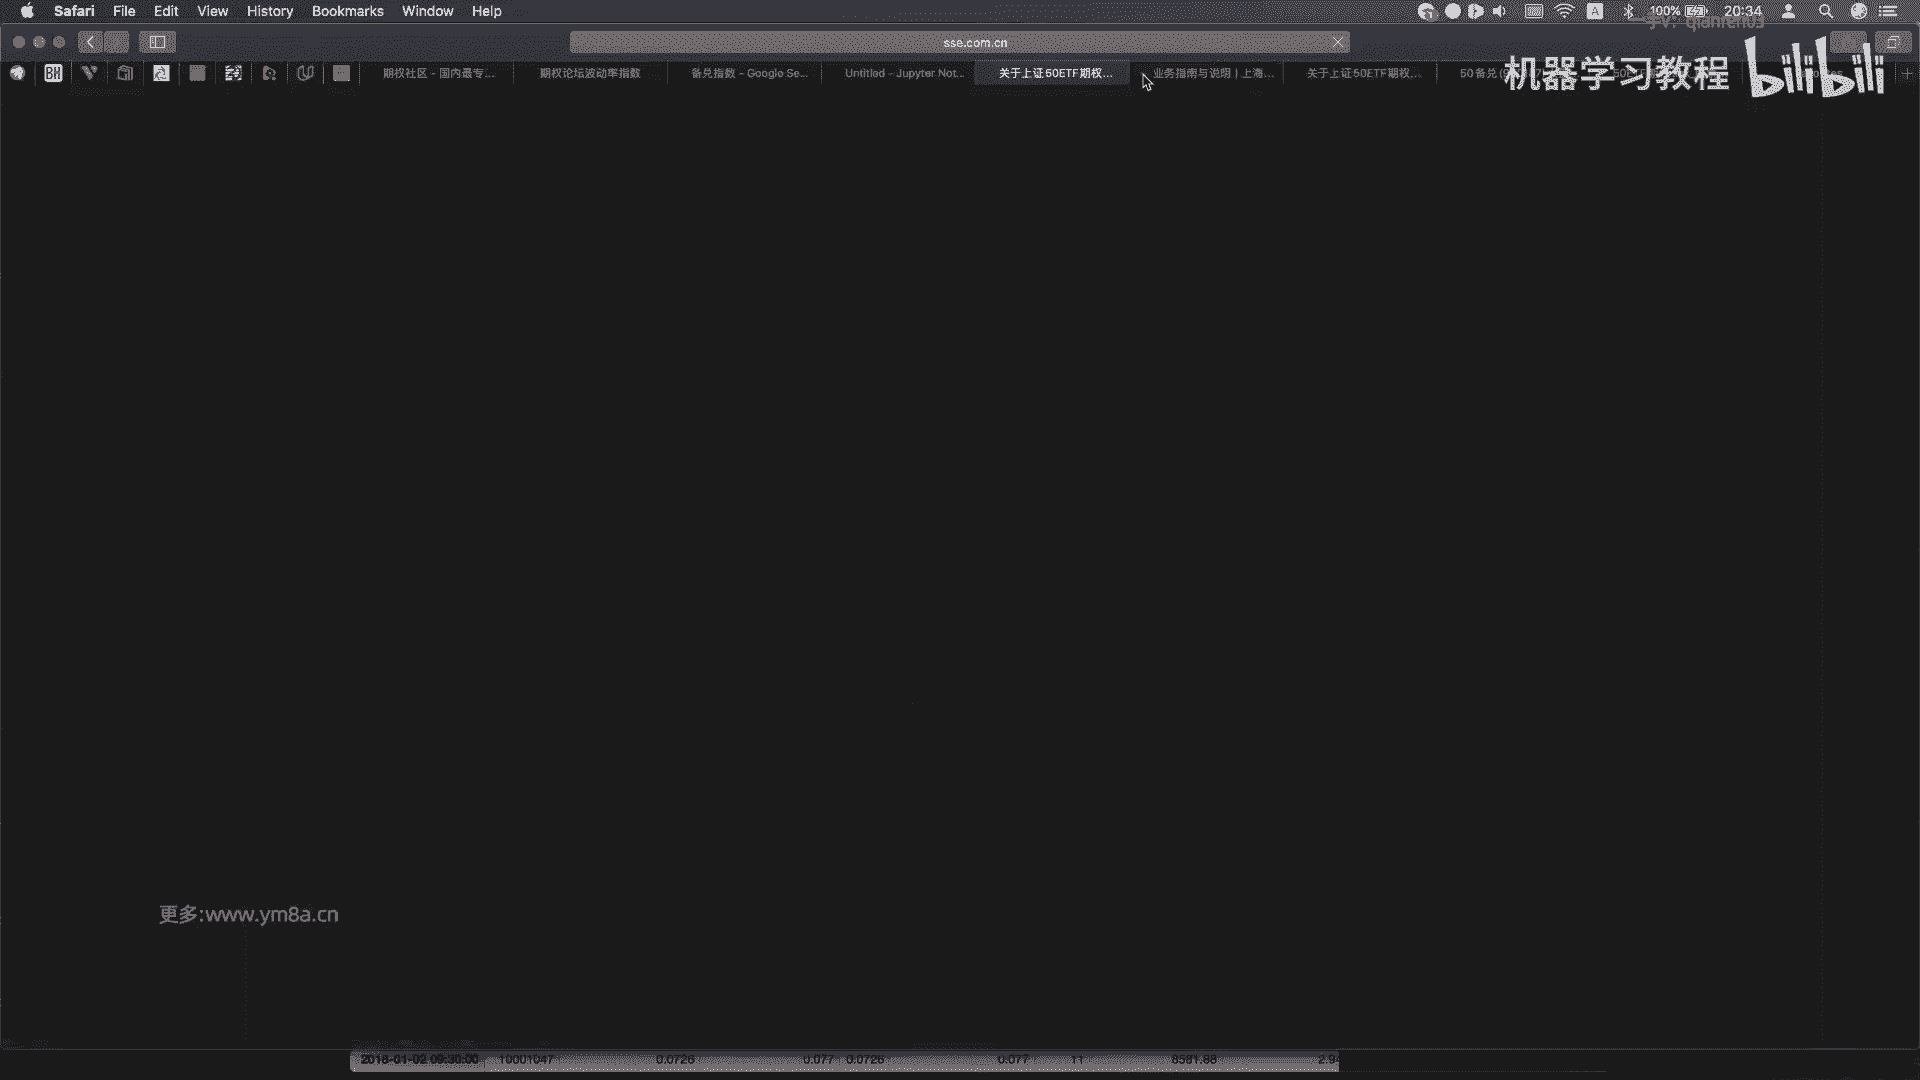 Safari File Edit View History Bookmarks Window Help 100% 20:34
sse.com.cn
BH 期权社区 - 国内最专... 期权论坛波动率指数 备兑指数 - Google Se... Untitled - Jupyter Not... 关于上证50ETF期权... 业务指南与说明 | 上海... 关于上证50ETF期权... 50备兑
机器学习教程 bilibili
更多:www.ym8a.cn
2018-01-02 09:30:00 10001047 0.0726 0.077 0.0726 0.077 11 8581.88